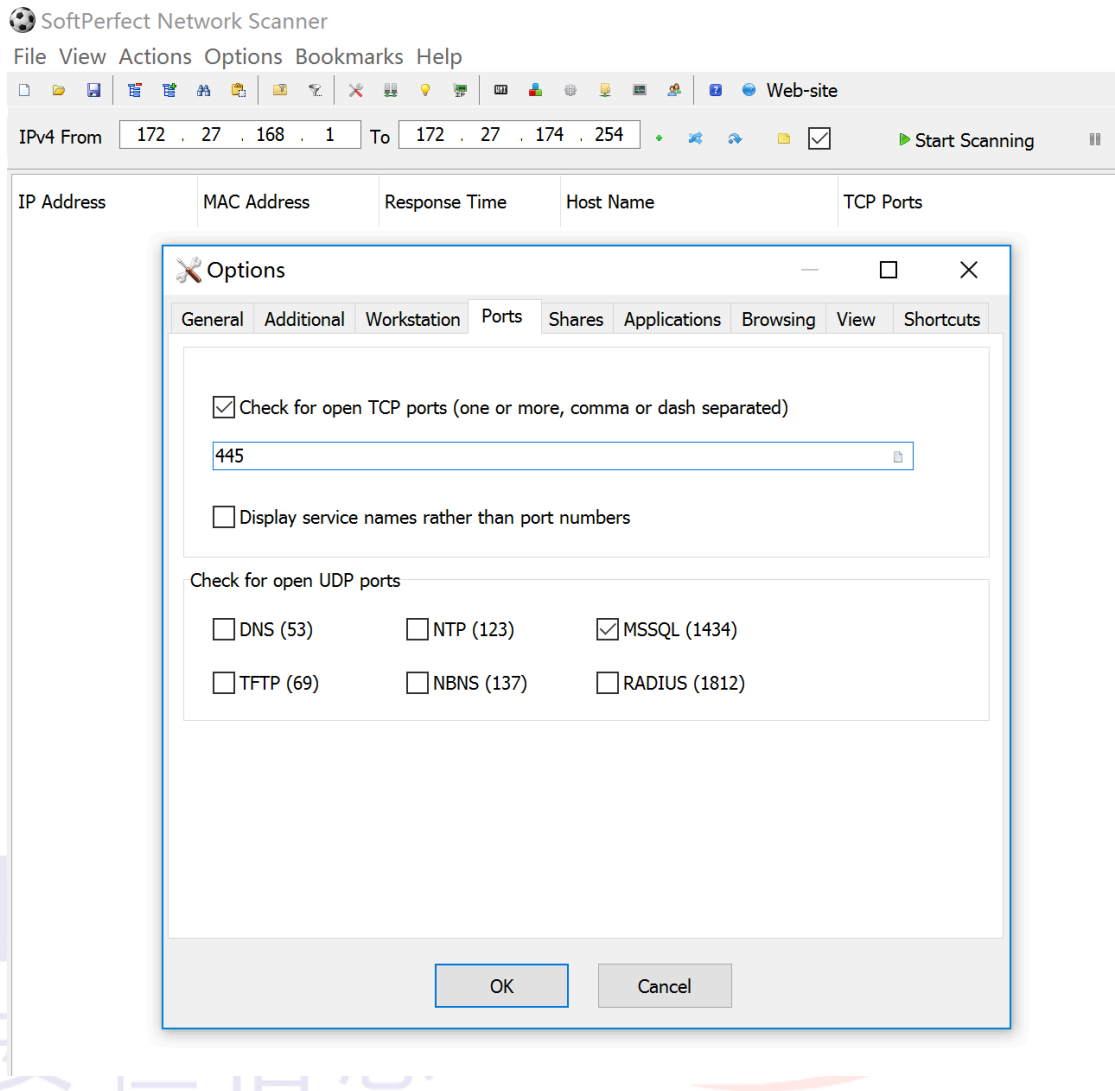 SoftPerfect Network Scanner
File View Actions Options Bookmarks Help
Web-site
IPv4 From 172 . 27 . 168 . 1 To 172 . 27 . 174 . 254 Start Scanning
IP Address MAC Address Response Time Host Name TCP Ports
Options
General Additional Workstation Ports Shares Applications Browsing View Shortcuts
Check for open TCP ports (one or more, comma or dash separated)
445
Display service names rather than port numbers
Check for open UDP ports
DNS (53) NTP (123) MSSQL (1434)
TFTP (69) NBNS (137) RADIUS (1812)
OK Cancel